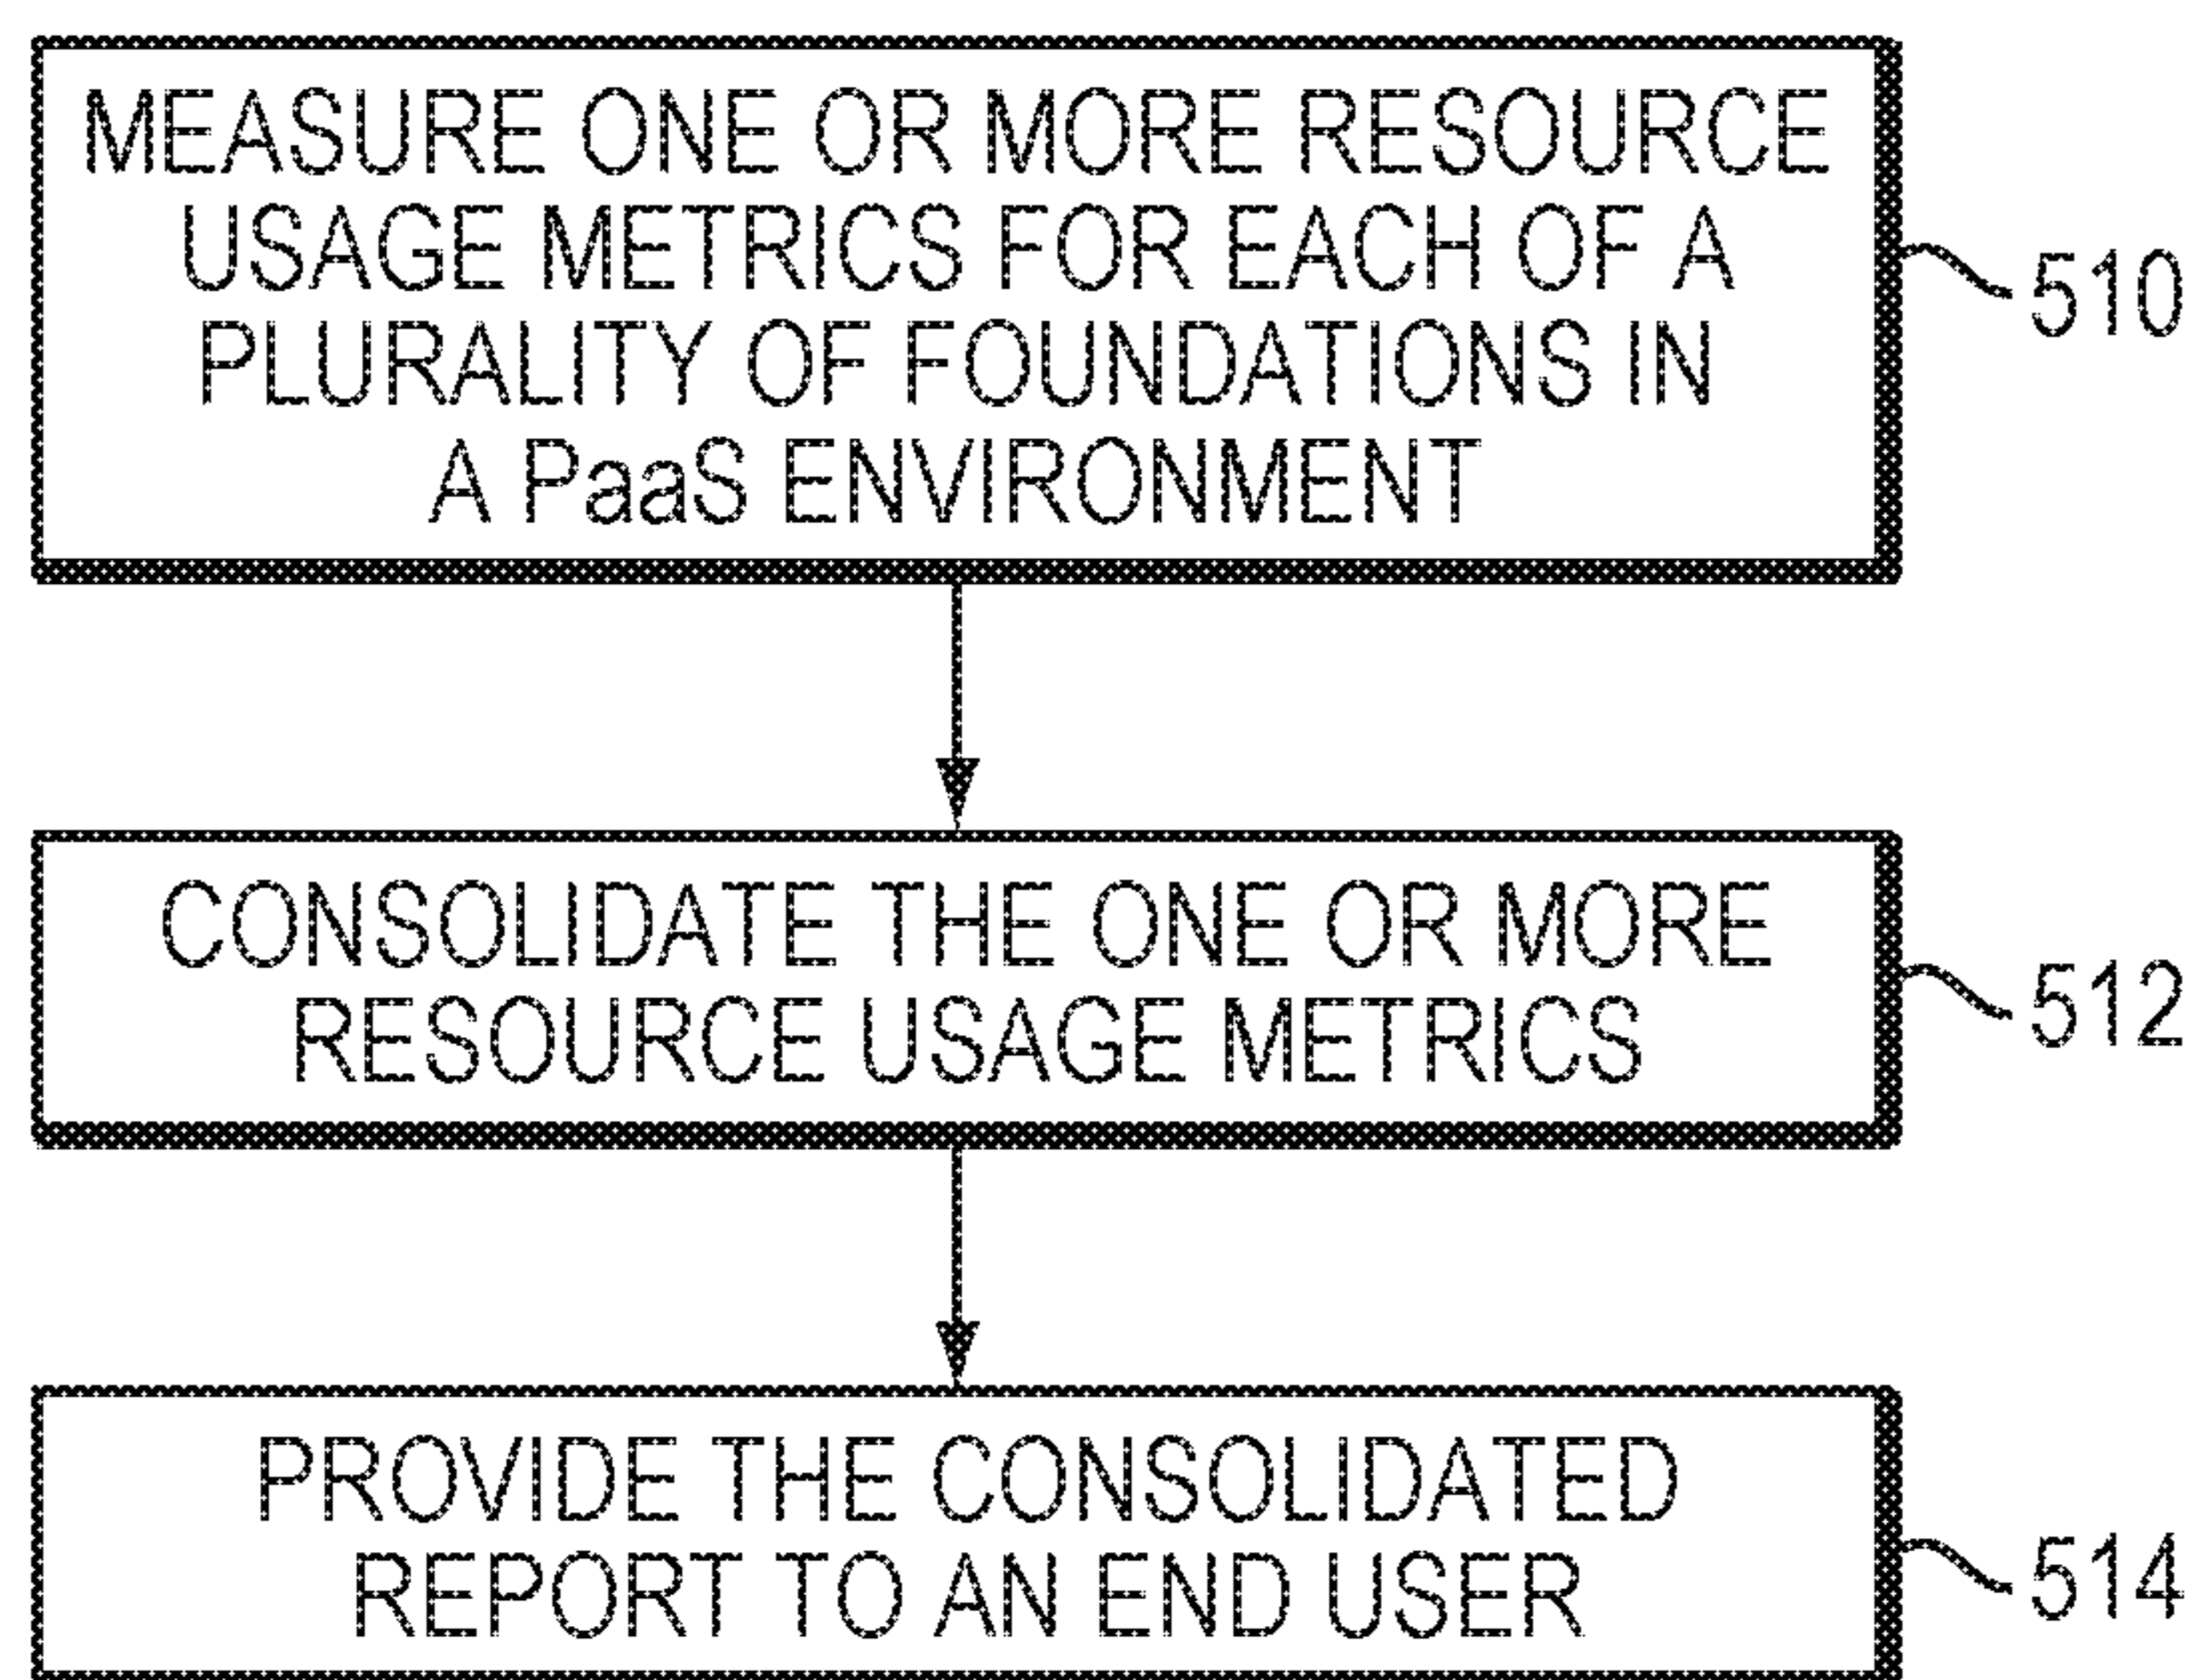 MEASURE ONE OR MORE RESOURCE
USAGE METRICS FOR EACH OF A
PLURALITY OF FOUNDATIONS IN
A PaaS ENVIRONMENT
510
CONSOLIDATE THE ONE OR MORE
RESOURCE USAGE METRICS
512
PROVIDE THE CONSOLIDATED
REPORT TO AN END USER
514